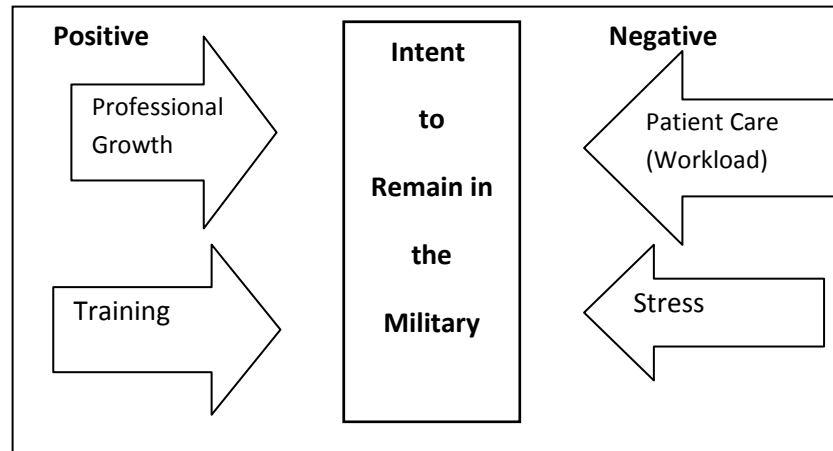 Positive
Professional
Growth
Training
Intent
to
Remain in
the
Military
Negative
Patient Care
(Workload)
Stress